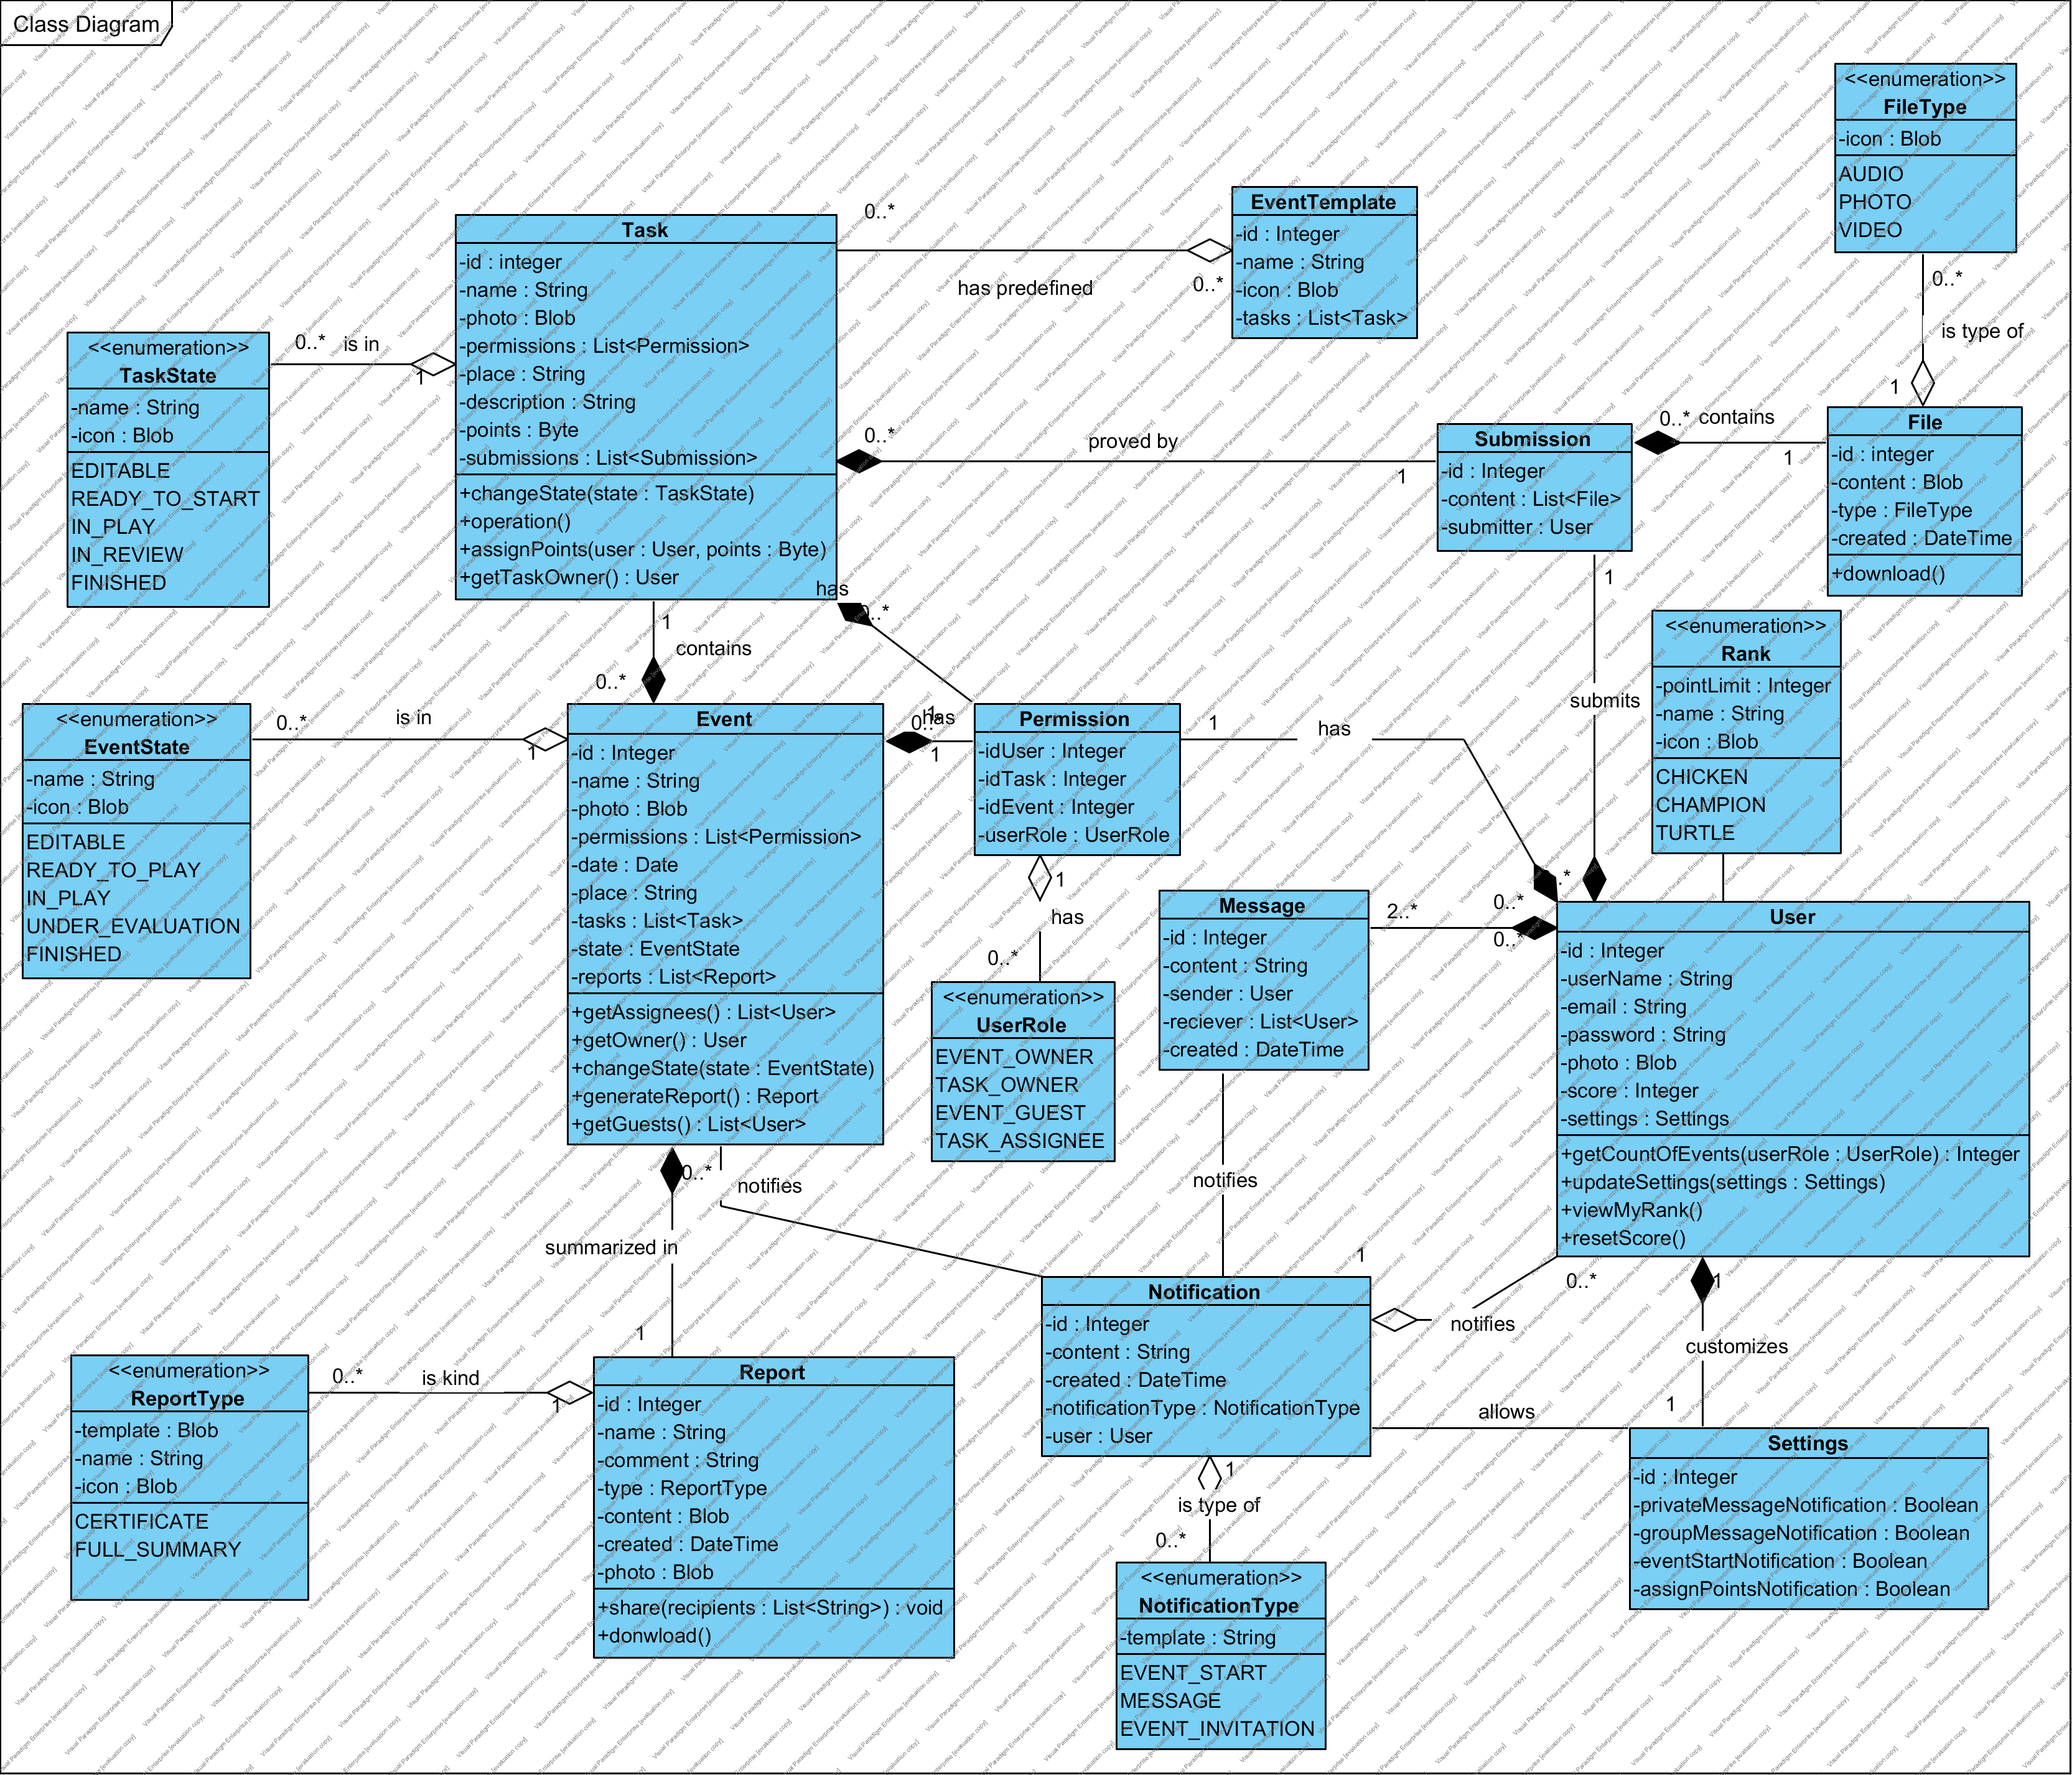 Class Diagram
<<enumeration>>
FileType
-icon : Blob
AUDIO
PHOTO
VIDEO
0..*
is type of
1
EventTemplate
-id : Integer
-name : String
-icon : Blob
-tasks : List<Task>
0..*
has predefined
0..*
Task
-id : integer
-name : String
-photo : Blob
-permissions : List<Permission>
-place : String
-description : String
-points : Byte
-submissions : List<Submission>
+changeState(state : TaskState)
+operation()
+assignPoints(user : User, points : Byte)
+getTaskOwner() : User
0..*
is in
1
<<enumeration>>
TaskState
-name : String
-icon : Blob
EDITABLE
READY_TO_START
IN_PLAY
IN_REVIEW
FINISHED
0..*
proved by
1
Submission
-id : Integer
-content : List<File>
-submitter : User
0..*
contains
1
File
-id : integer
-content : Blob
-type : FileType
-created : DateTime
+download()
1
submits
<<enumeration>>
Rank
-pointLimit : Integer
-name : String
-icon : Blob
CHICKEN
CHAMPION
TURTLE
has
0..*
1
contains
0..*
<<enumeration>>
EventState
-name : String
-icon : Blob
EDITABLE
READY_TO_PLAY
IN_PLAY
UNDER_EVALUATION
FINISHED
0..*
is in
1
Event
-id : Integer
-name : String
-photo : Blob
-permissions : List<Permission>
-date : Date
-place : String
-tasks : List<Task>
-state : EventState
-reports : List<Report>
+getAssignees() : List<User>
+getOwner() : User
+changeState(state : EventState)
+generateReport() : Report
+getGuests() : List<User>
0..*
1
has
1
Permission
-idUser : Integer
-idTask : Integer
-idEvent : Integer
-userRole : UserRole
1
has
0..*
1
has
0..*
<<enumeration>>
UserRole
EVENT_OWNER
TASK_OWNER
EVENT_GUEST
TASK_ASSIGNEE
Message
-id : Integer
-content : String
-sender : User
-reciever : List<User>
-created : DateTime
2..*
0..*
0..*
User
-id : Integer
-userName : String
-email : String
-password : String
-photo : Blob
-score : Integer
-settings : Settings
+getCountOfEvents(userRole : UserRole) : Integer
+updateSettings(settings : Settings)
+viewMyRank()
+resetScore()
0..*
notifies
summarized in
1
notifies
1
0..*
notifies
1
customizes
1
allows
<<enumeration>>
ReportType
-template : Blob
-name : String
-icon : Blob
CERTIFICATE
FULL_SUMMARY
0..*
is kind
1
Report
-id : Integer
-name : String
-comment : String
-type : ReportType
-content : Blob
-created : DateTime
-photo : Blob
+share(recipients : List<String>) : void
+donwload()
Notification
-id : Integer
-content : String
-created : DateTime
-notificationType : NotificationType
-user : User
1
is type of
0..*
<<enumeration>>
NotificationType
-template : String
EVENT_START
MESSAGE
EVENT_INVITATION
Settings
-id : Integer
-privateMessageNotification : Boolean
-groupMessageNotification : Boolean
-eventStartNotification : Boolean
-assignPointsNotification : Boolean
Visual Paradigm Enterprise [evaluation copy]